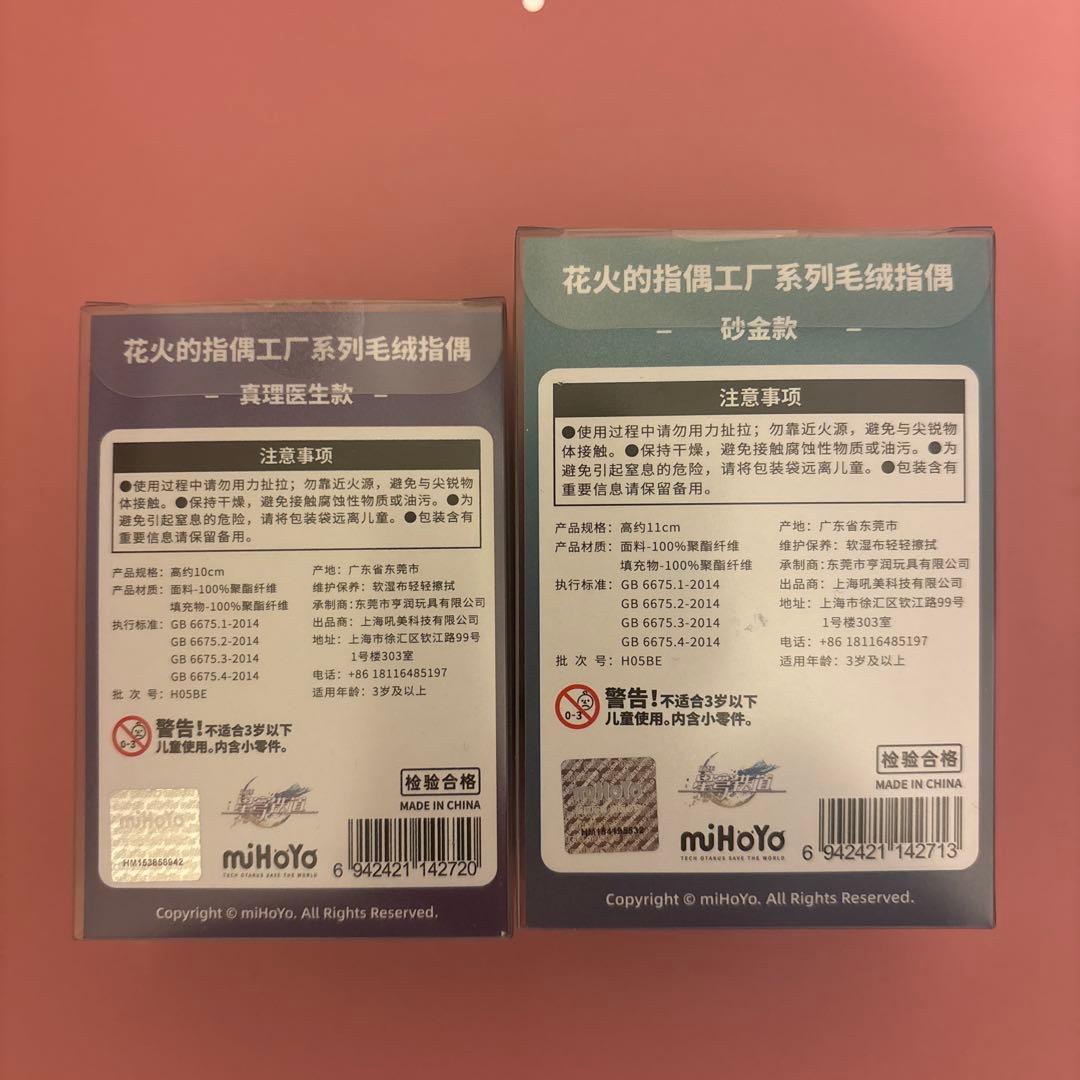 花火的指偶工厂系列毛绒指偶
– 真理医生款 –
注意事项
●使用过程中请勿用力扯拉；勿靠近火源，避免与尖锐物
体接触。●保持干燥，避免接触腐蚀性物质或油污。●为
避免引起窒息的危险，请将包装袋远离儿童。●包装含有
重要信息请保留备用。
产品规格：高约10cm
产品材质：面料-100%聚酯纤维
填充物-100%聚酯纤维
执行标准：GB 6675.1-2014
GB 6675.2-2014
GB 6675.3-2014
GB 6675.4-2014
批 次 号：H05BE
产地：广东省东莞市
维护保养：软湿布轻轻擦拭
承制商：东莞市亨润玩具有限公司
出品商：上海吼美科技有限公司
地址：上海市徐汇区钦江路99号
1号楼303室
电话：+86 18116485197
适用年龄：3岁及以上
0-3
警告！不适合3岁以下
儿童使用。内含小零件。
检验合格
MADE IN CHINA
miHoYo
HM153858942
崩坏
星穹铁道
miHoYo
TECH OTAKUS SAVE THE WORLD
6 942421 142720
Copyright © miHoYo. All Rights Reserved.
花火的指偶工厂系列毛绒指偶
– 砂金款 –
注意事项
●使用过程中请勿用力扯拉；勿靠近火源，避免与尖锐物
体接触。●保持干燥，避免接触腐蚀性物质或油污。●为
避免引起窒息的危险，请将包装袋远离儿童。●包装含有
重要信息请保留备用。
产品规格：高约11cm
产品材质：面料-100%聚酯纤维
填充物-100%聚酯纤维
执行标准：GB 6675.1-2014
GB 6675.2-2014
GB 6675.3-2014
GB 6675.4-2014
批 次 号：H05BE
产地：广东省东莞市
维护保养：软湿布轻轻擦拭
承制商：东莞市亨润玩具有限公司
出品商：上海吼美科技有限公司
地址：上海市徐汇区钦江路99号
1号楼303室
电话：+86 18116485197
适用年龄：3岁及以上
0-3
警告！不适合3岁以下
儿童使用。内含小零件。
检验合格
MADE IN CHINA
miHoYo
星穹铁道
miHoYo
TECH OTAKUS SAVE THE WORLD
6 942421 142713
Copyright © miHoYo. All Rights Reserved.